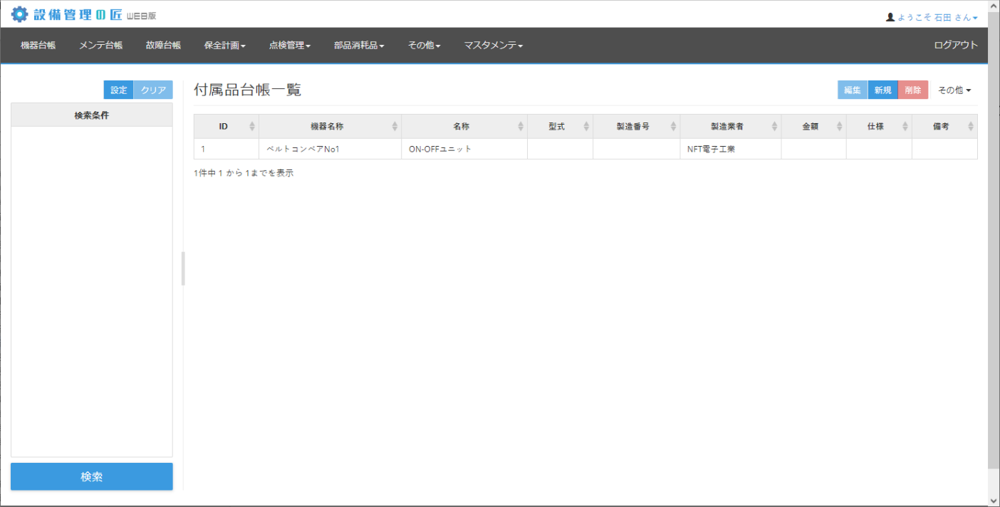 設備管理の匠 WEB版
ようこそ 石田 さん
機器台帳 メンテ台帳 故障台帳 保全計画 点検管理 部品消耗品 その他 マスタメンテ ログアウト
設定 クリア
検索条件
検索
付属品台帳一覧
編集 新規 削除 その他
ID 機器名称 名称 型式 製造番号 製造業者 金額 仕様 備考
1 ベルトコンベアNo1 ON-OFFユニット NFT電子工業
1件中 1 から 1までを表示